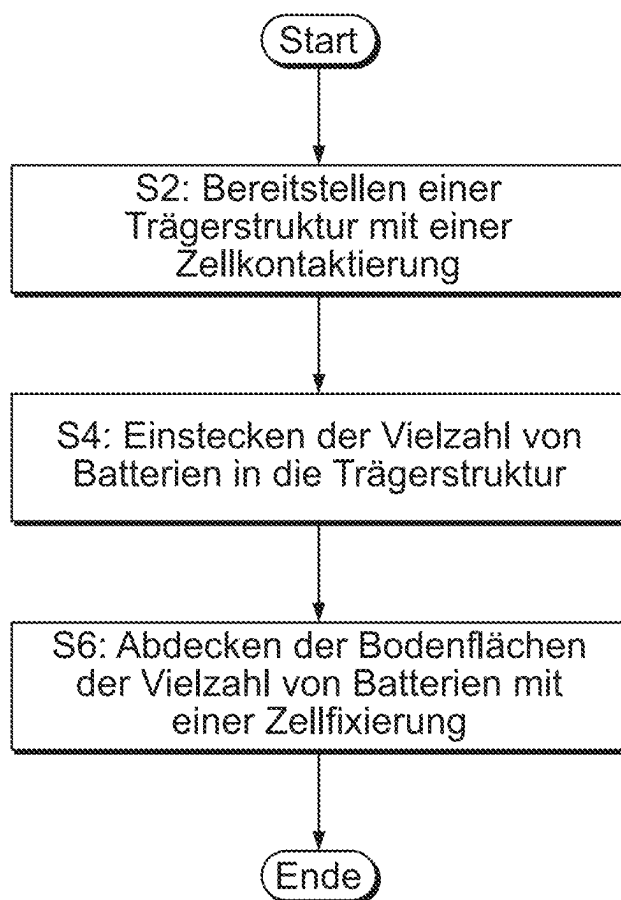 Start
S2: Bereitstellen einer
Trägerstruktur mit einer
Zellkontaktierung
S4: Einstecken der Vielzahl von
Batterien in die Trägerstruktur
S6: Abdecken der Bodenflächen
der Vielzahl von Batterien mit
einer Zellfixierung
Ende